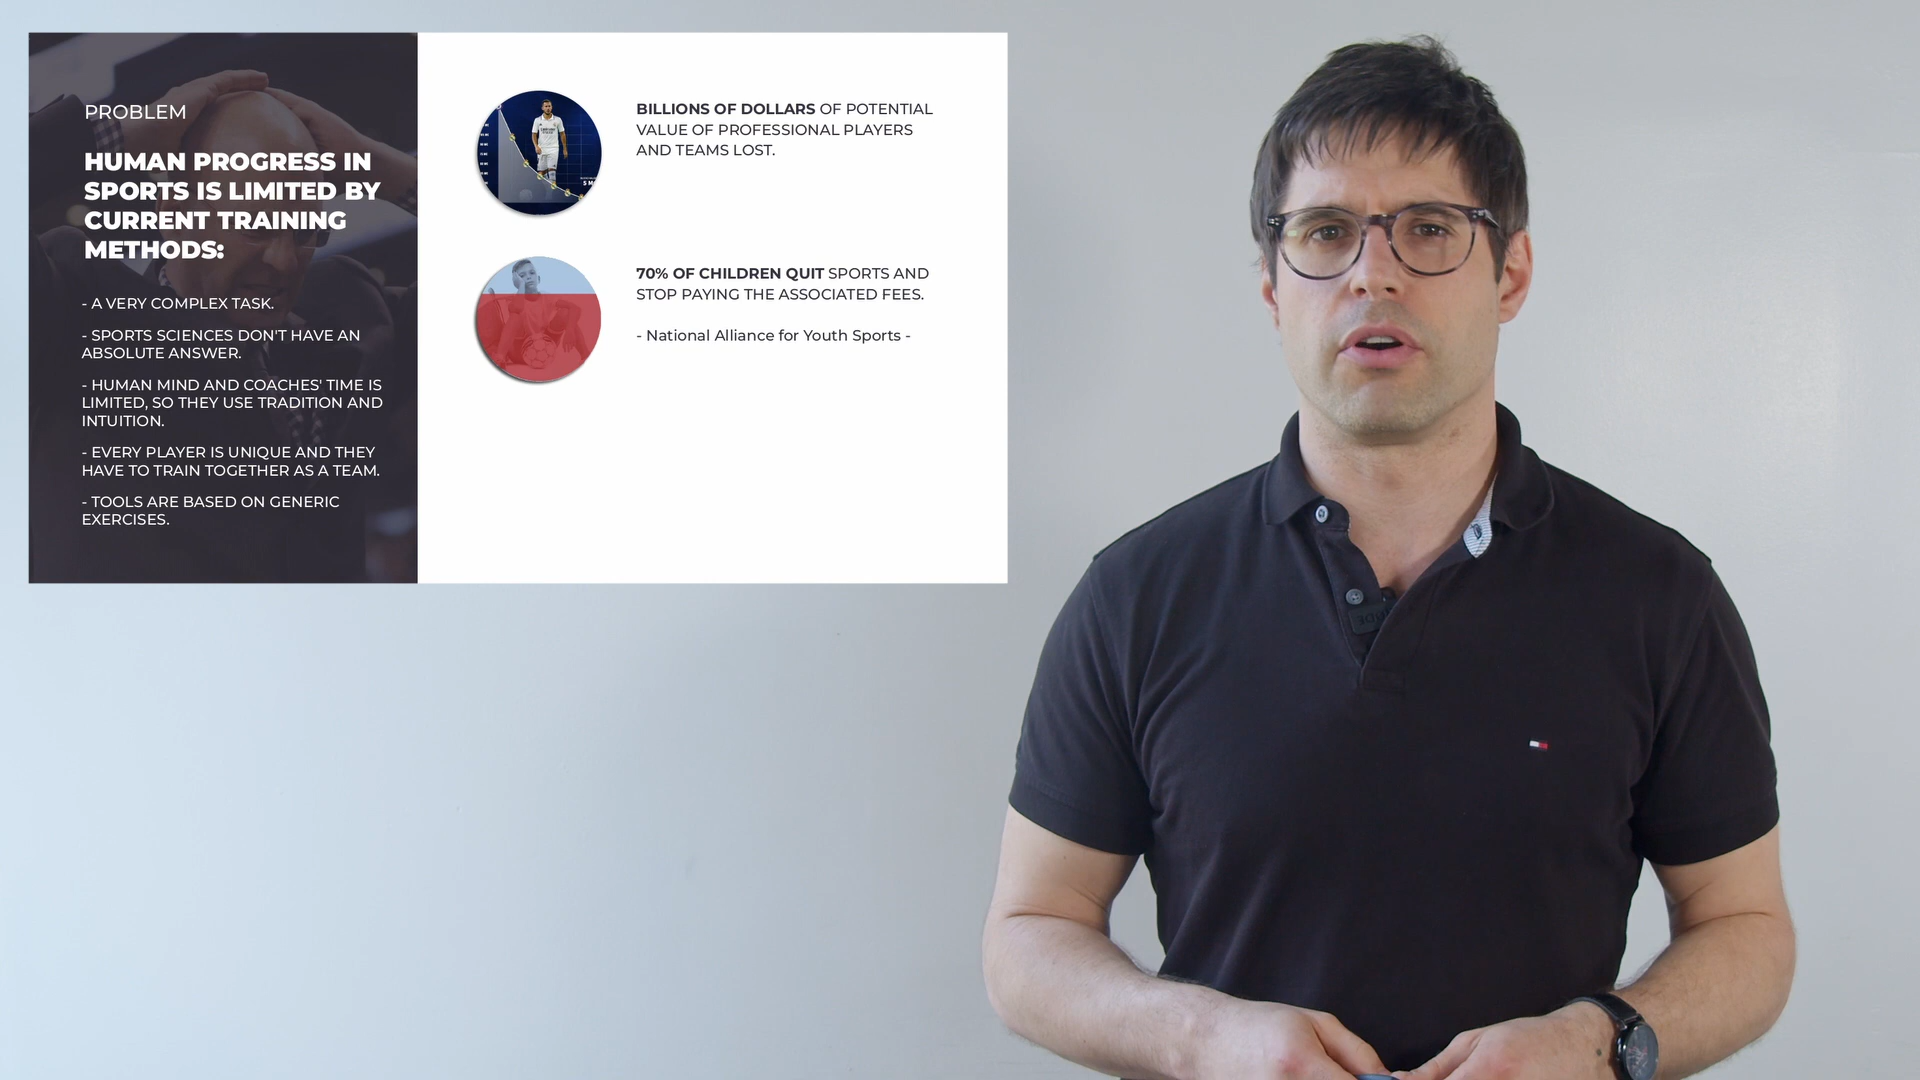 PROBLEM
HUMAN PROGRESS IN
SPORTS IS LIMITED BY
CURRENT TRAINING
METHODS:
- A VERY COMPLEX TASK.
- SPORTS SCIENCES DON'T HAVE AN
ABSOLUTE ANSWER.
- HUMAN MIND AND COACHES' TIME IS
LIMITED, SO THEY USE TRADITION AND
INTUITION.
- EVERY PLAYER IS UNIQUE AND THEY
HAVE TO TRAIN TOGETHER AS A TEAM.
- TOOLS ARE BASED ON GENERIC
EXERCISES.
BILLIONS OF DOLLARS OF POTENTIAL
VALUE OF PROFESSIONAL PLAYERS
AND TEAMS LOST.
70% OF CHILDREN QUIT SPORTS AND
STOP PAYING THE ASSOCIATED FEES.
- National Alliance for Youth Sports -